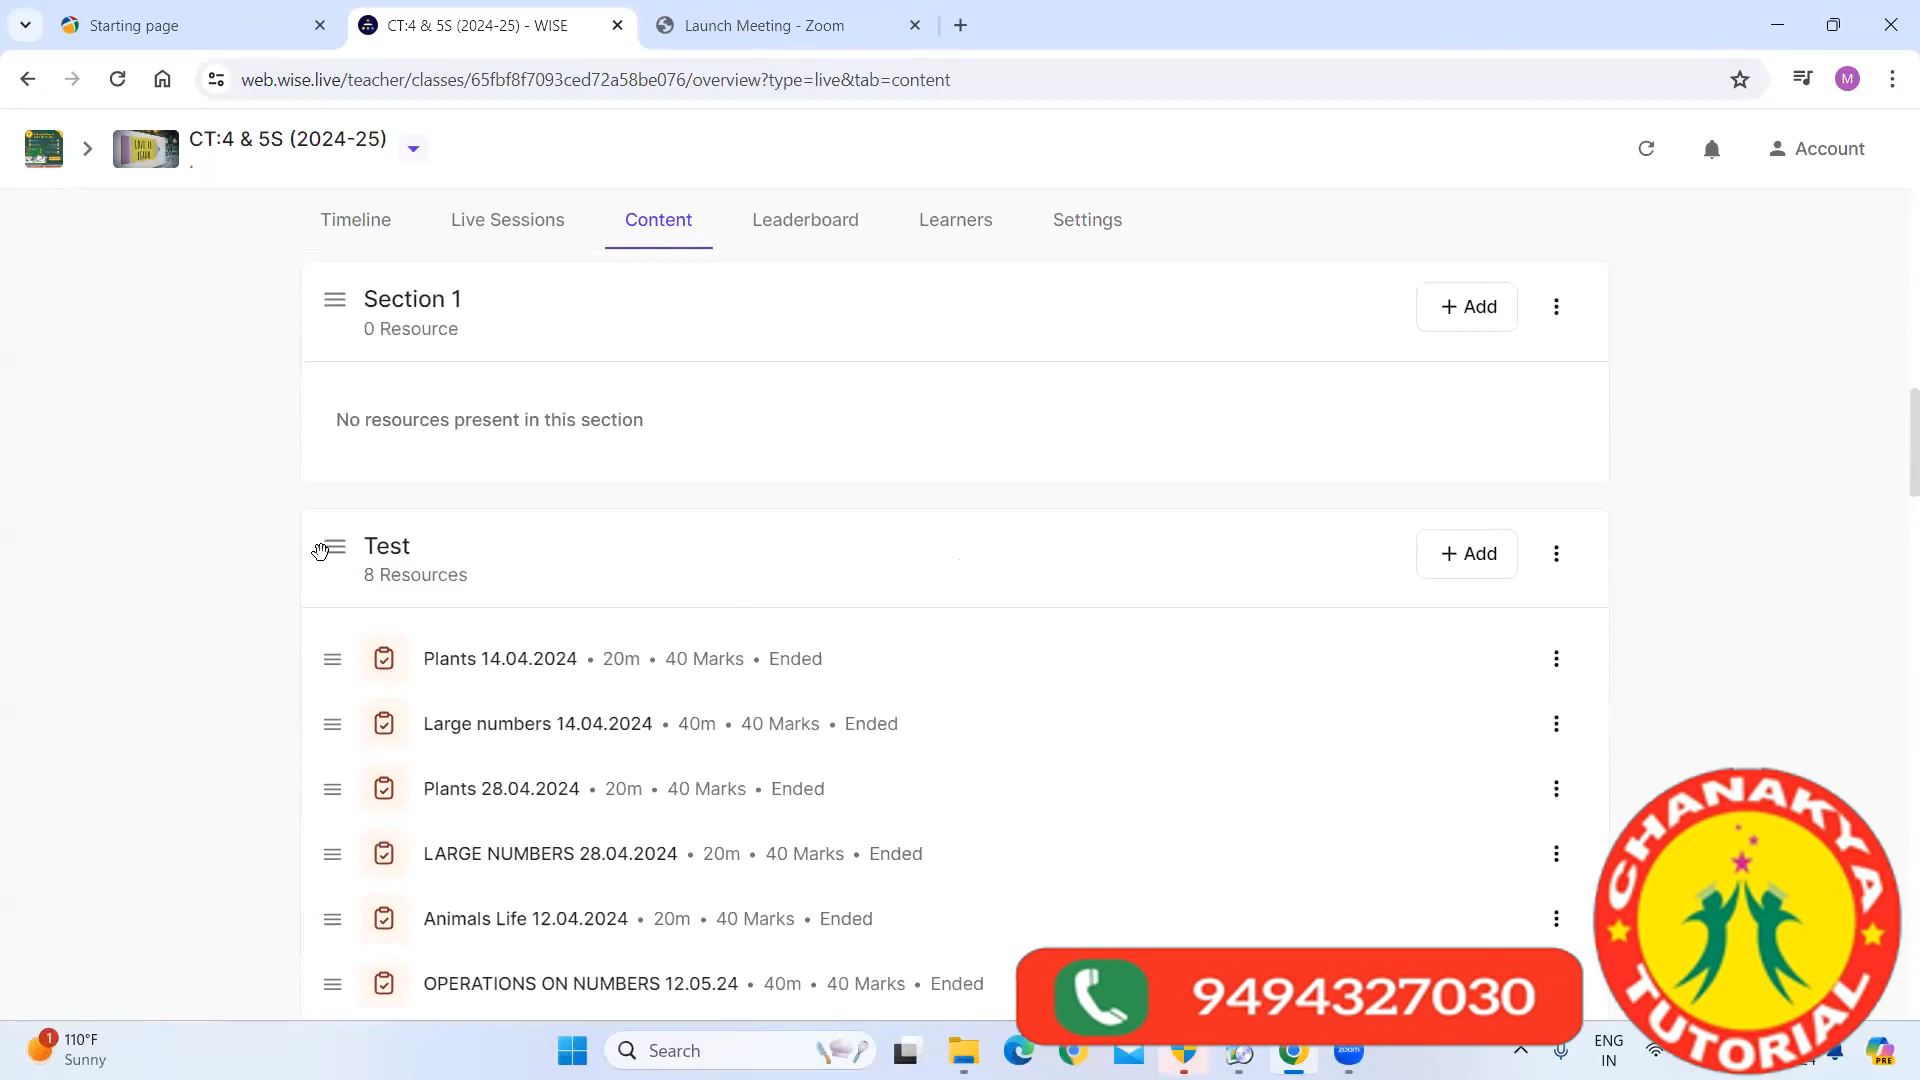 Starting page
CT:4 & 5S (2024-25) - WISE
Launch Meeting - Zoom
web.wise.live/teacher/classes/65fbf8f7093ced72a58be076/overview?type=live&tab=content
M
CT:4 & 5S (2024-25)
Account
Timeline
Live Sessions
Content
Leaderboard
Learners
Settings
Section 1
0 Resource
+ Add
No resources present in this section
Test
8 Resources
+ Add
Plants 14.04.2024 • 20m • 40 Marks • Ended
Large numbers 14.04.2024 • 40m • 40 Marks • Ended
Plants 28.04.2024 • 20m • 40 Marks • Ended
LARGE NUMBERS 28.04.2024 • 20m • 40 Marks • Ended
Animals Life 12.04.2024 • 20m • 40 Marks • Ended
OPERATIONS ON NUMBERS 12.05.24 • 40m • 40 Marks • Ended
9494327030
CHANAKYA
TUTORIAL
1
110°F
Sunny
Search
zoom
ENG
IN
PRE